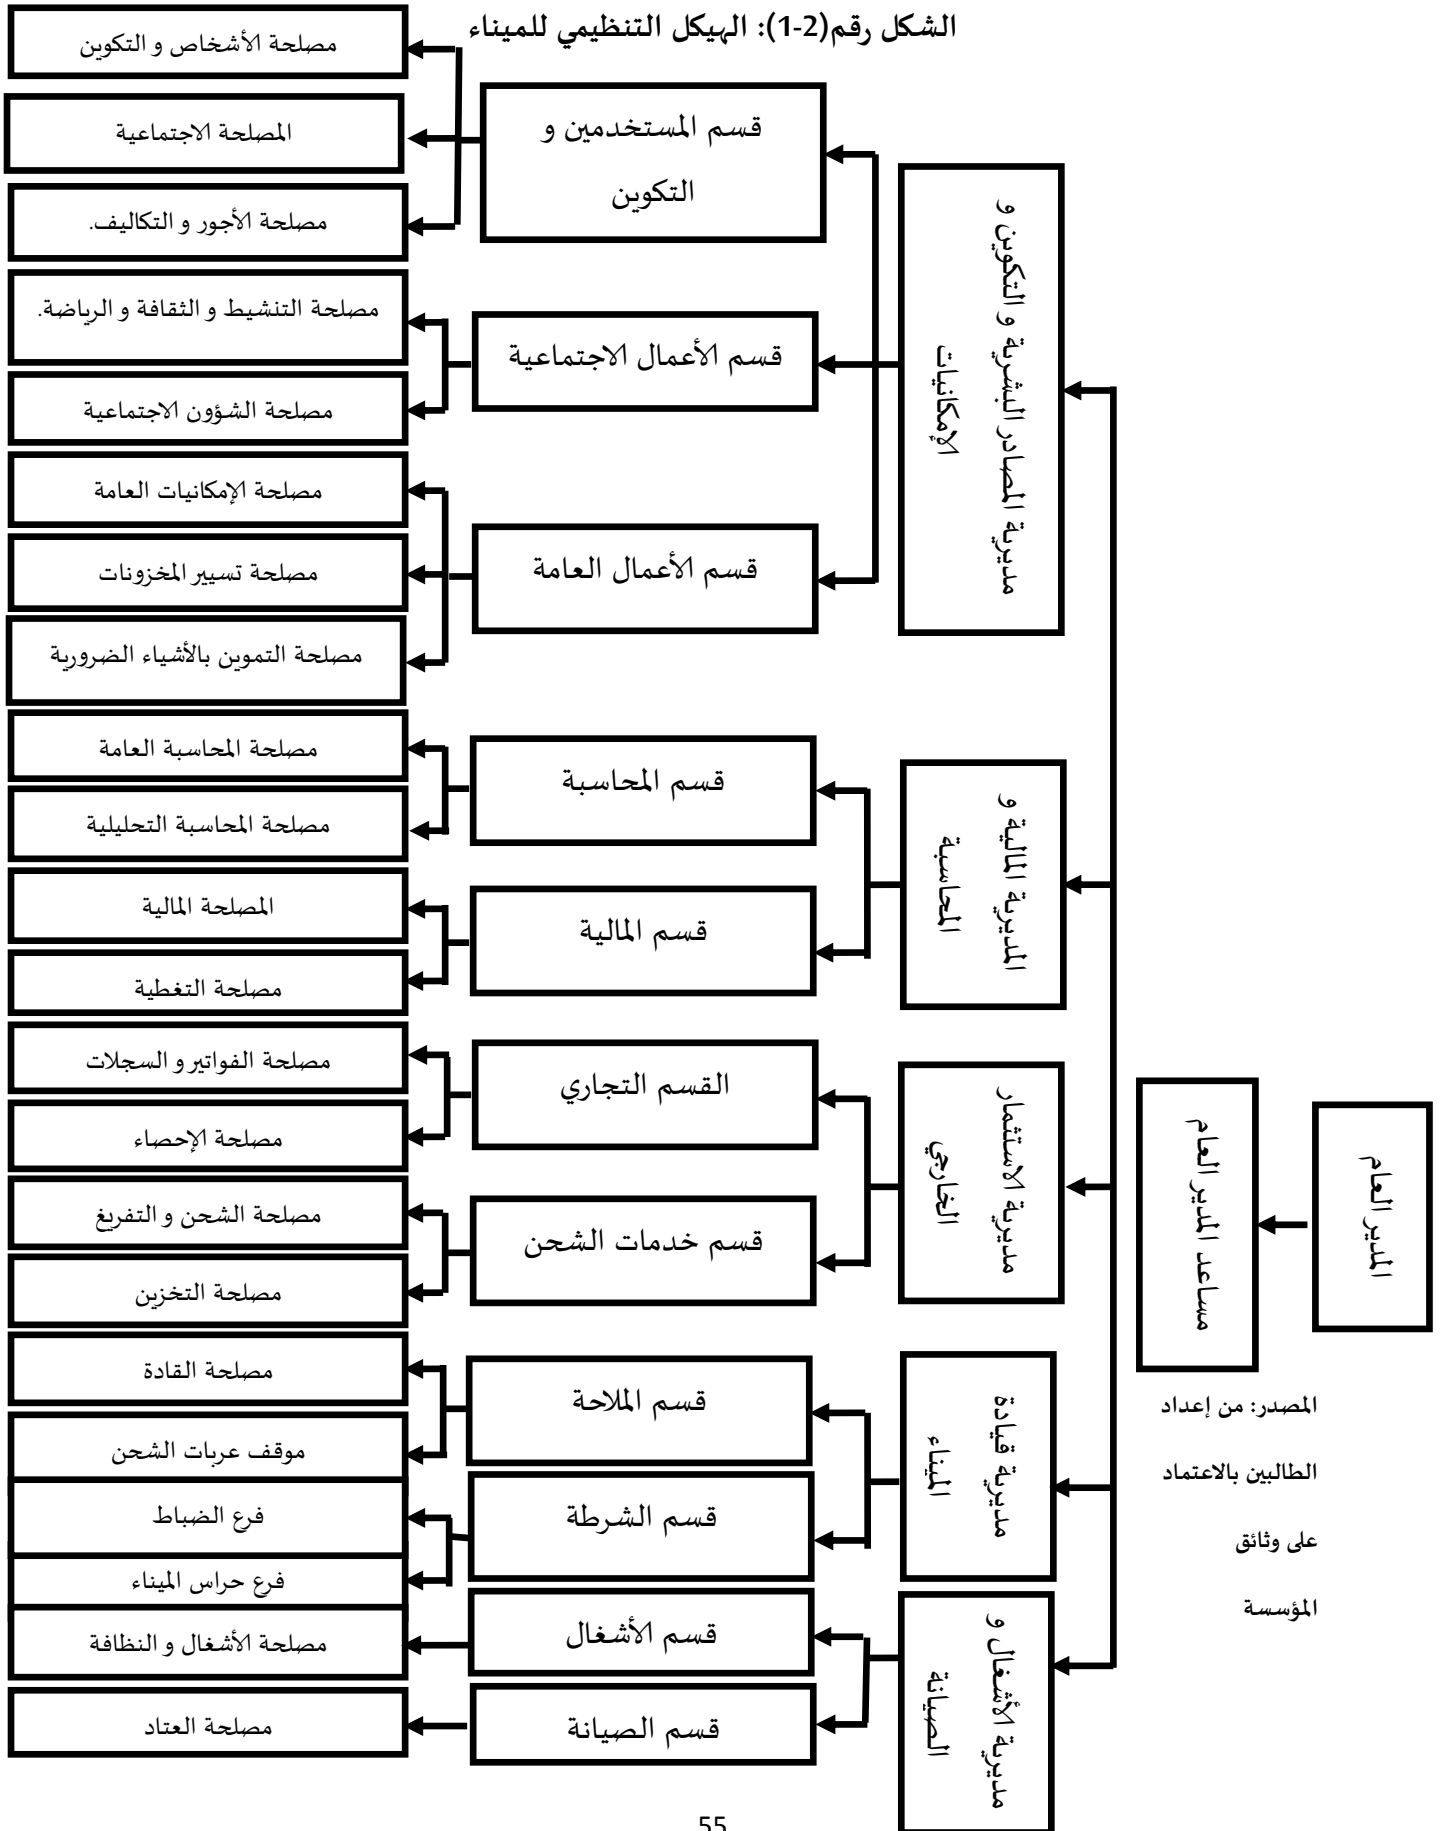 الشكل رقم(2-1): الهيكل التنظيمي للميناء
المدير العام
مساعد المدير العام
مديرية المصادر البشرية و التكوين و
الإمكانيات
قسم المستخدمين و
التكوين
مصلحة الأشخاص و التكوين
المصلحة الاجتماعية
مصلحة الأجور و التكاليف.
قسم الأعمال الاجتماعية
مصلحة التنشيط و الثقافة و الرياضة.
مصلحة الشؤون الاجتماعية
قسم الأعمال العامة
مصلحة الإمكانيات العامة
مصلحة تسيير المخزونات
مصلحة التموين بالأشياء الضرورية
المديرية المالية و
المحاسبة
قسم المحاسبة
مصلحة المحاسبة العامة
مصلحة المحاسبة التحليلية
قسم المالية
المصلحة المالية
مصلحة التغطية
مديرية الاستثمار
الخارجي
القسم التجاري
مصلحة الفواتير و السجلات
مصلحة الإحصاء
قسم خدمات الشحن
مصلحة الشحن و التفريغ
مصلحة التخزين
مديرية قيادة
الميناء
قسم الملاحة
مصلحة القادة
موقف عربات الشحن
قسم الشرطة
فرع الضباط
فرع حراس الميناء
مديرية الأشغال و
الصيانة
قسم الأشغال
مصلحة الأشغال و النظافة
قسم الصيانة
مصلحة العتاد
المصدر: من إعداد
الطالبين بالاعتماد
على وثائق
المؤسسة
55